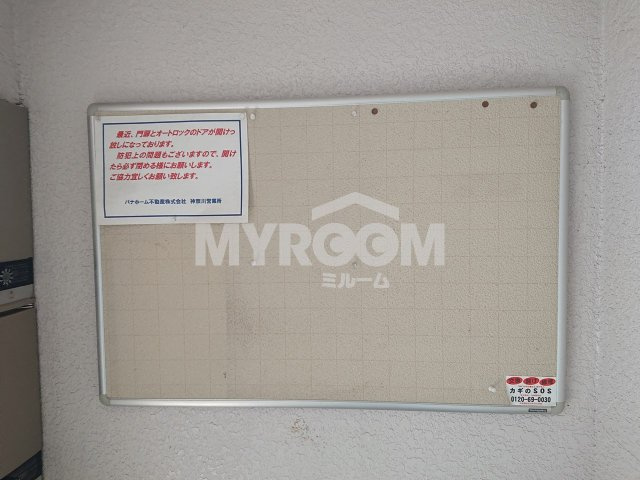 最近、門扉とオートロックのドアが開けっ
放しになっております。
防犯上の問題もございますので、開け
たら必ず閉める様にお願いします。
ご協力宜しくお願い致します。
パナホーム不動産株式会社 神奈川営業所
MYROOM
ミルーム
カギのSOS
0120-69-0030